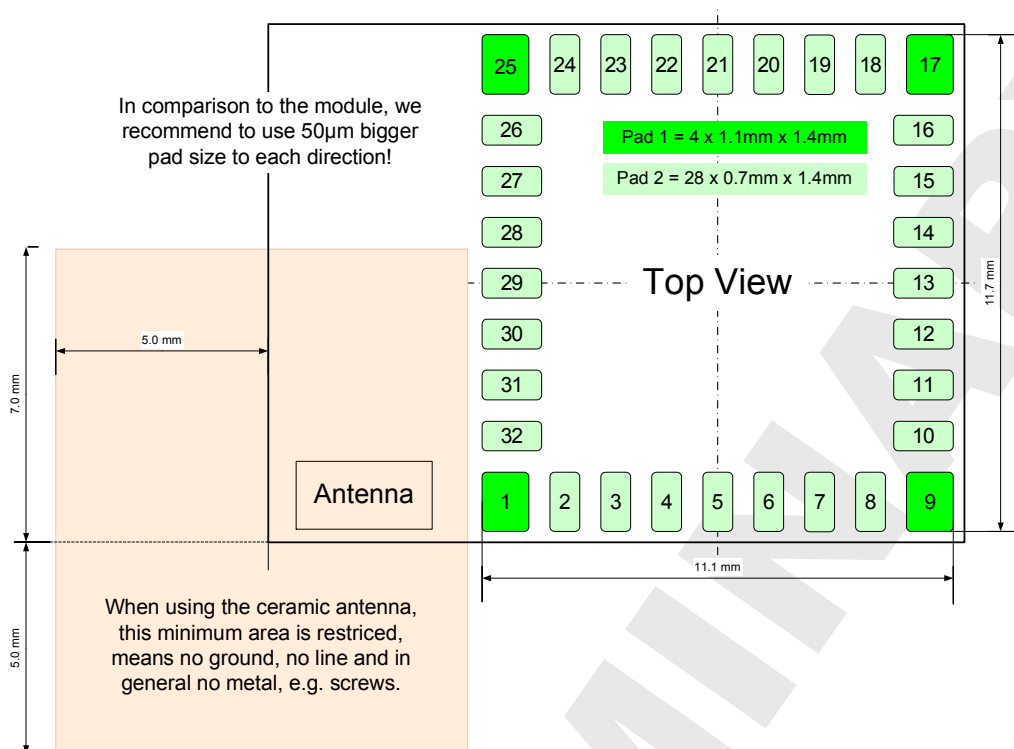 25 24 23 22 21 20 19 18 17
In comparison to the module, we
recommend to use 50µm bigger
pad size to each direction!
Pad 1 = 4 x 1.1mm x 1.4mm
Pad 2 = 28 x 0.7mm x 1.4mm
26 16
27 15
28 14
29 Top View 13
11.7 mm
30 12
5.0 mm
7.0 mm
31 11
32 10
Antenna
1 2 3 4 5 6 7 8 9
11.1 mm
When using the ceramic antenna,
this minimum area is restriced,
means no ground, no line and in
general no metal, e.g. screws.
5.0 mm
MINAR